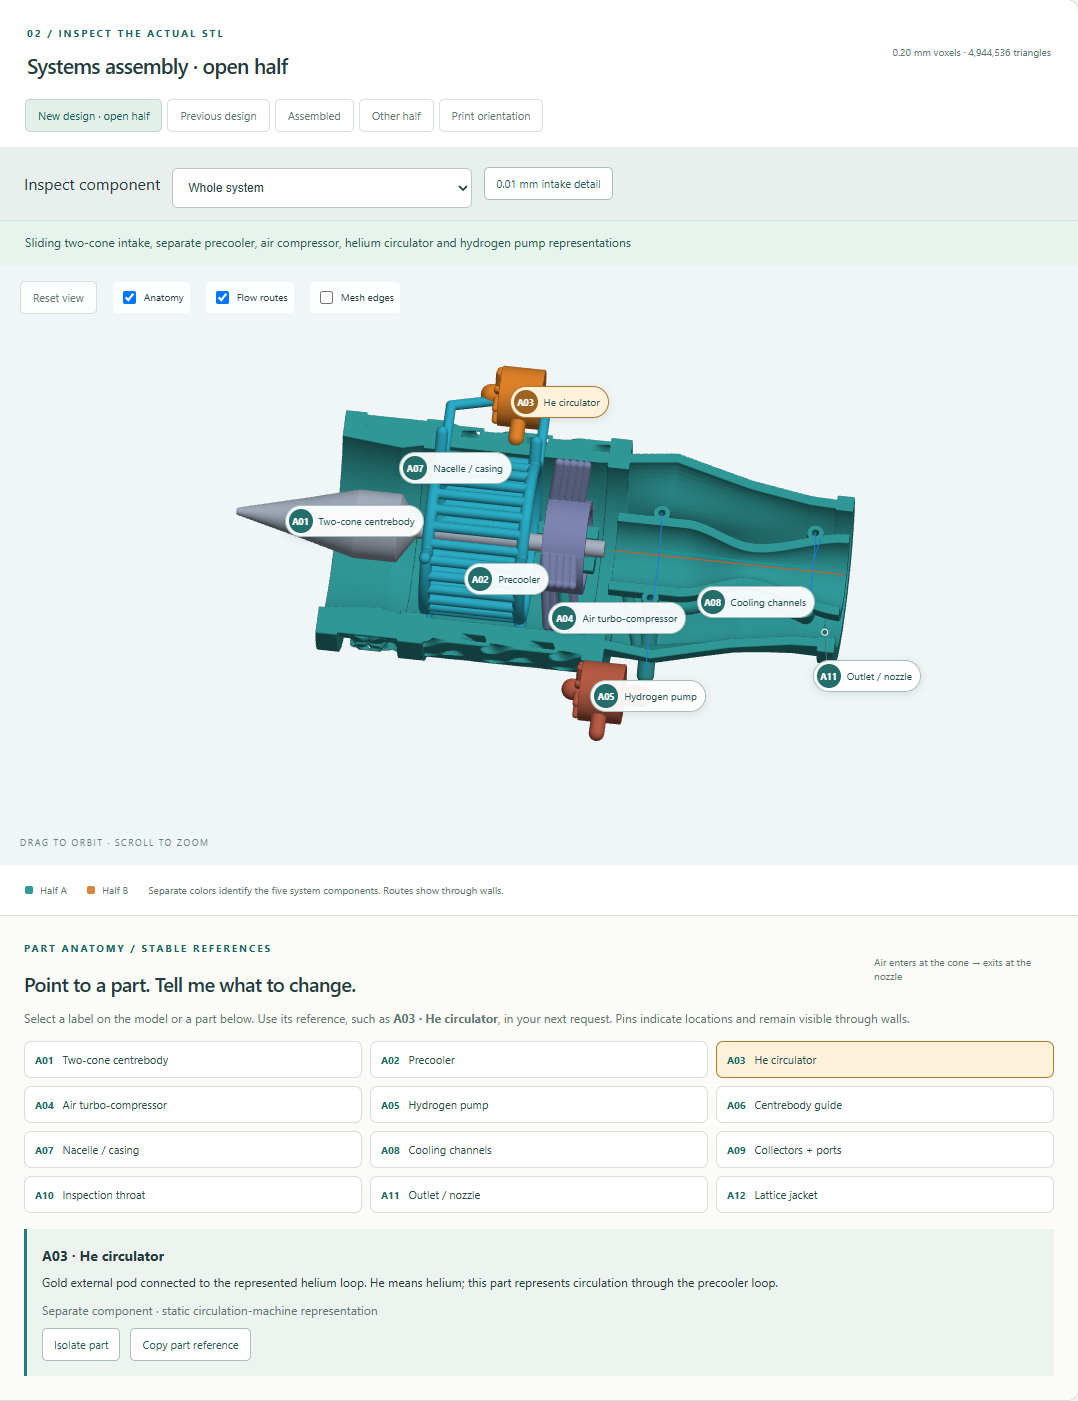 02 / INSPECT THE ACTUAL STL
Systems assembly · open half
0.20 mm voxels · 4,944,536 triangles
New design · open half
Previous design
Assembled
Other half
Print orientation
Inspect component
Whole system
0.01 mm intake detail
Sliding two-cone intake, separate precooler, air compressor, helium circulator and hydrogen pump representations
Reset view
Anatomy
Flow routes
Mesh edges
A03 He circulator
A07 Nacelle / casing
A01 Two-cone centrebody
A02 Precooler
A08 Cooling channels
A04 Air turbo-compressor
A11 Outlet / nozzle
A05 Hydrogen pump
DRAG TO ORBIT · SCROLL TO ZOOM
Half A
Half B
Separate colors identify the five system components. Routes show through walls.
PART ANATOMY / STABLE REFERENCES
Point to a part. Tell me what to change.
Air enters at the cone → exits at the
nozzle
Select a label on the model or a part below. Use its reference, such as A03 · He circulator, in your next request. Pins indicate locations and remain visible through walls.
A01 Two-cone centrebody
A02 Precooler
A03 He circulator
A04 Air turbo-compressor
A05 Hydrogen pump
A06 Centrebody guide
A07 Nacelle / casing
A08 Cooling channels
A09 Collectors + ports
A10 Inspection throat
A11 Outlet / nozzle
A12 Lattice jacket
A03 · He circulator
Gold external pod connected to the represented helium loop. He means helium; this part represents circulation through the precooler loop.
Separate component · static circulation-machine representation
Isolate part
Copy part reference